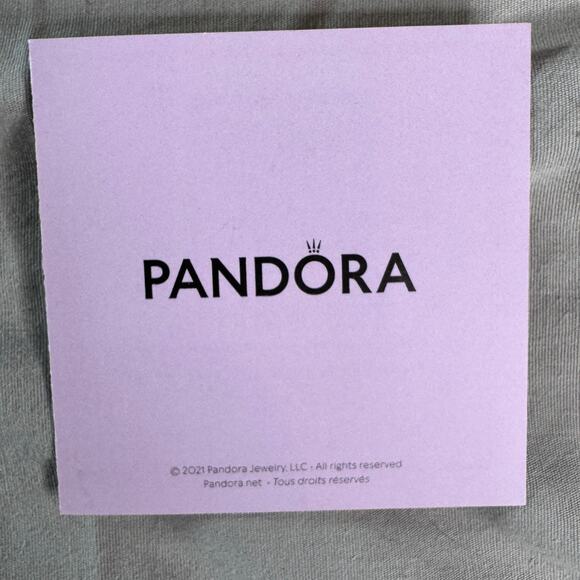 PANDORA
© 2021 Pandora Jewelry, LLC • All rights reserved
Pandora.net • Tous droits réservés